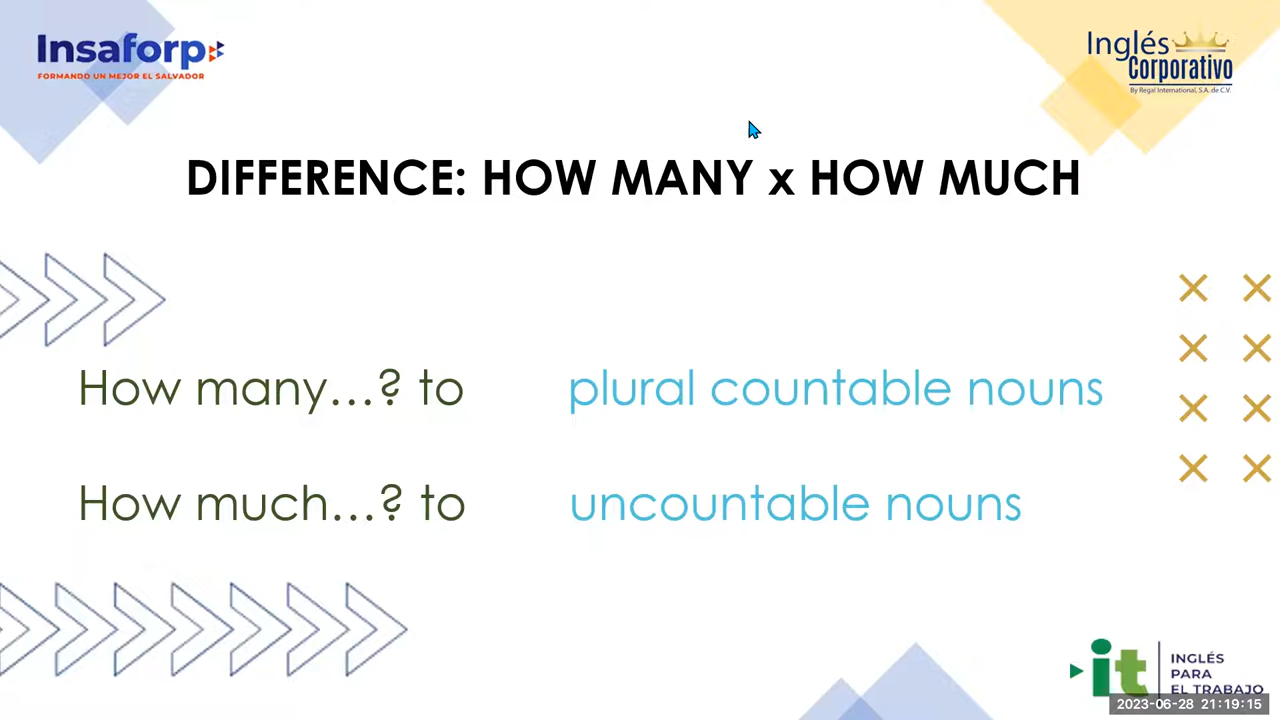 Insaforp
FORMANDO UN MEJOR EL SALVADOR
Inglés
Corporativo
By Regal International, S.A. de C.V.
DIFFERENCE: HOW MANY x HOW MUCH
How many...? to plural countable nouns
How much...? to uncountable nouns
it
INGLÉS
PARA
EL TRABAJO
2023-06-28 21:19:15